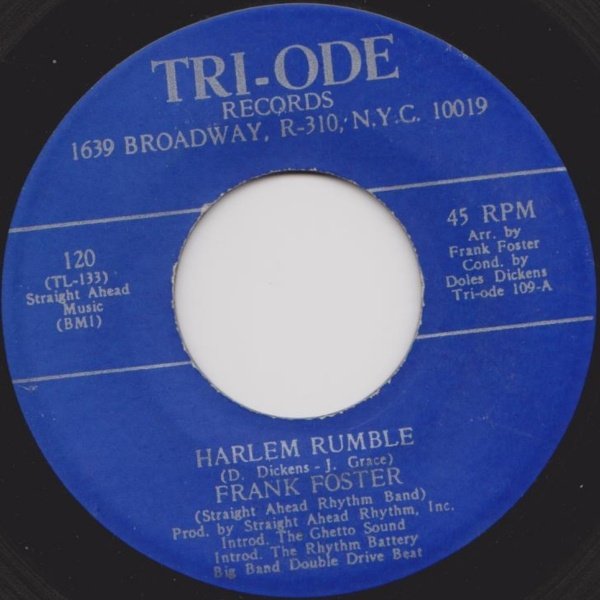 TRI-ODE
RECORDS
1639 BROADWAY, R-310, N.Y.C. 10019
120
(TL-133)
Straight Ahead
Music
(BMI)
45 RPM
Arr. by
Frank Foster
Cond. by
Doles Dickens
Tri-ode 109-A
HARLEM RUMBLE
(D. Dickens - J. Grace)
FRANK FOSTER
(Straight Ahead Rhythm Band)
Prod. by Straight Ahead Rhythm, Inc.
Introd. The Ghetto Sound
Introd. The Rhythm Battery
Big Band Double Drive Beat